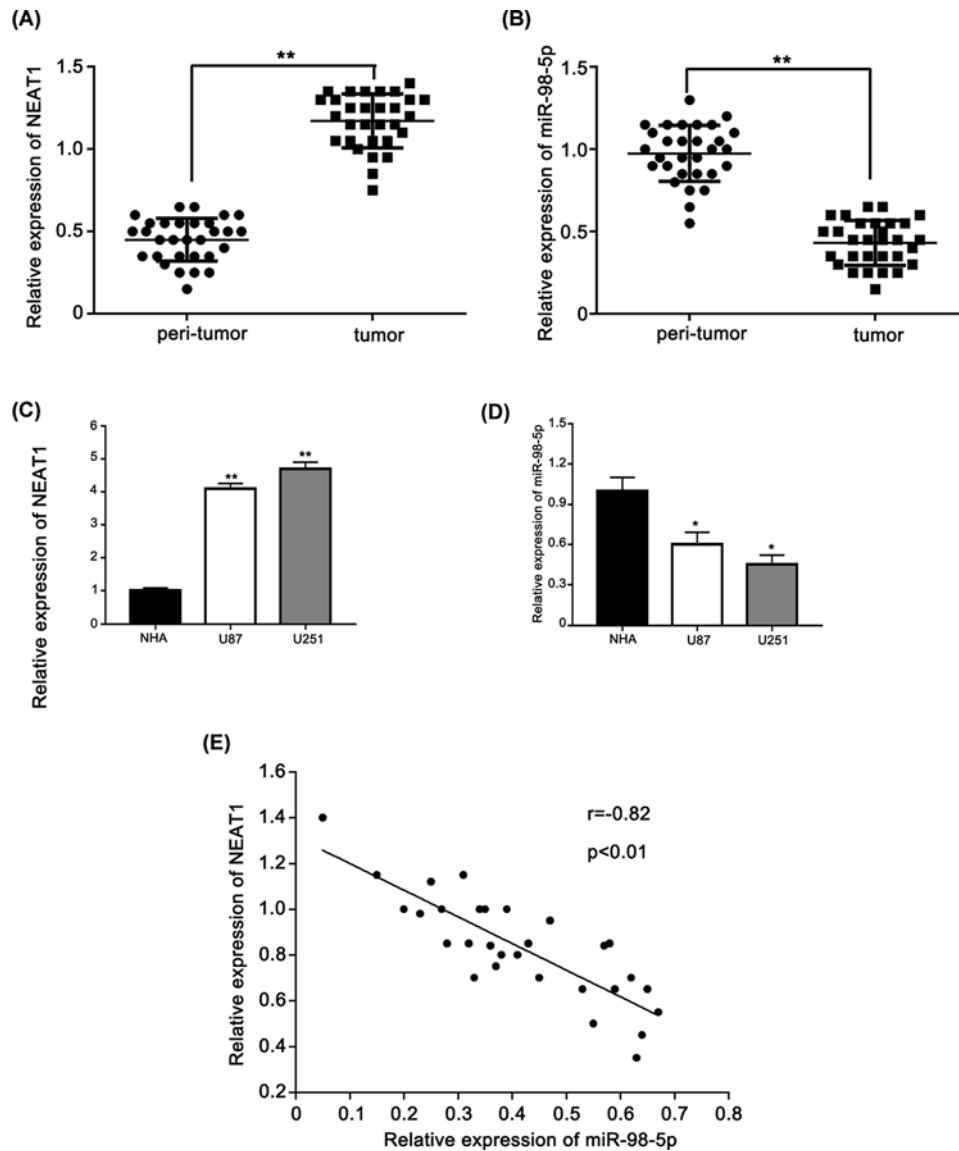 (A)
Relative expression of NEAT1
1.5
1.0
0.5
0
**
peri-tumor
tumor
(B)
Relative expression of miR-98-5p
1.5
1.0
0.5
0
**
peri-tumor
tumor
(C)
Relative expression of NEAT1
6
5
4
3
2
1
0
**
**
NHA
U87
U251
(D)
Relative expression of miR-98-5p
1.5
1.2
0.9
0.6
0.3
0.0
*
*
NHA
U87
U251
(E)
Relative expression of NEAT1
1.6
1.4
1.2
1.0
0.8
0.6
0.4
0.2
r=-0.82
p<0.01
0 0.1 0.2 0.3 0.4 0.5 0.6 0.7 0.8
Relative expression of miR-98-5p